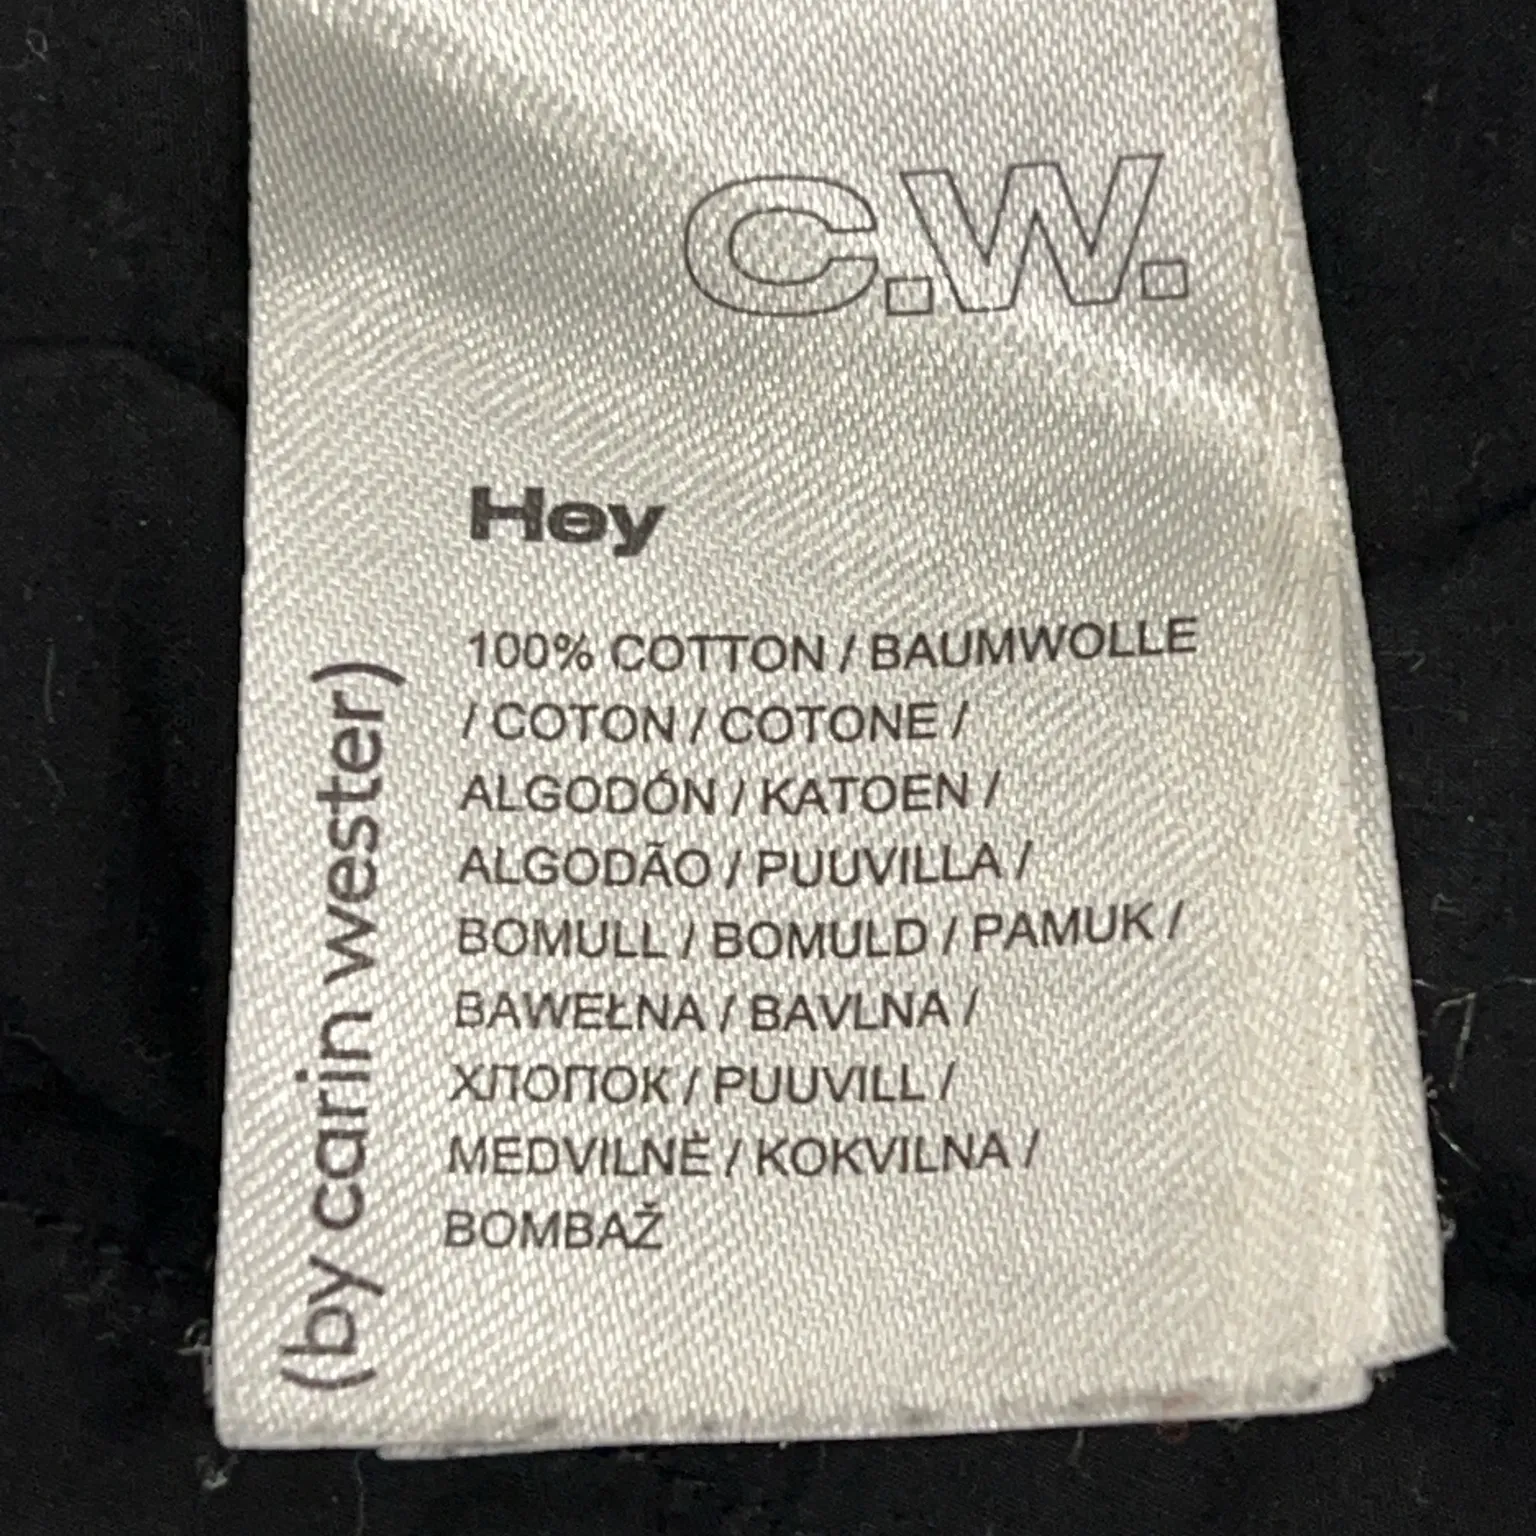 C.W.
Hey
100% COTTON / BAUMWOLLE
/ COTON / COTONE /
ALGODÓN / KATOEN /
ALGODÃO / PUUVILLA /
BOMULL / BOMULD / PAMUK /
BAWEŁNA / BAVLNA /
ХЛОПОК / PUUVILL /
MEDVILNĖ / KOKVILNA /
BOMBAŽ
(by carin wester)